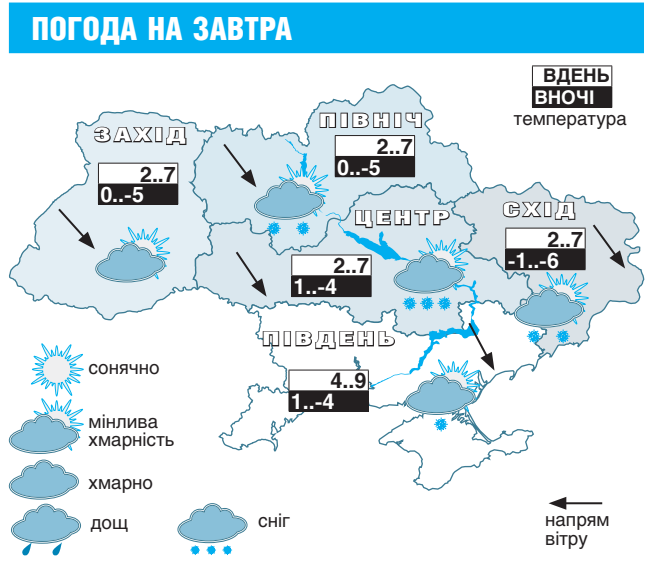 ПОГОДА НА ЗАВТРА
ВДЕНЬ
ВНОЧІ
температура
ЗАХІД
2..7
0..-5
ПІВНІЧ
2..7
0..-5
ЦЕНТР
2..7
1..-4
СХІД
2..7
-1..-6
ПІВДЕНЬ
4..9
1..-4
сонячно
мінлива
хмарність
хмарно
дощ
сніг
напрям
вітру